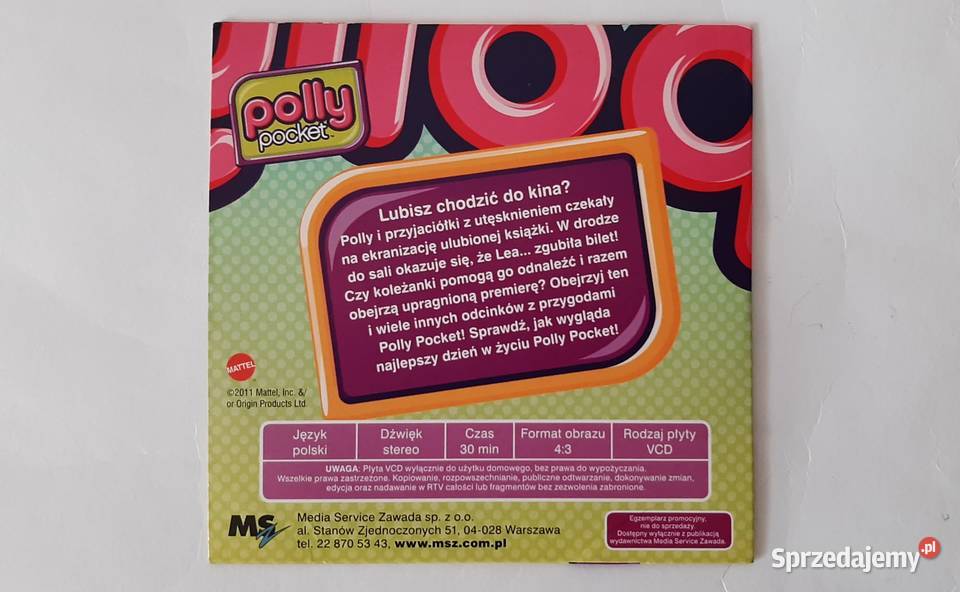 polly
pocket™
Lubisz chodzić do kina?
Polly i przyjaciółki z utęsknieniem czekały
na ekranizację ulubionej książki. W drodze
do sali okazuje się, że Lea... zgubiła bilet!
Czy koleżanki pomogą go odnaleźć i razem
obejrzą upragnioną premierę? Obejrzyj ten
i wiele innych odcinków z przygodami
Polly Pocket! Sprawdź, jak wygląda
najlepszy dzień w życiu Polly Pocket!
MATTEL
©2011 Mattel, Inc. &/
or Origin Products Ltd.
Język
polski
Dźwięk
stereo
Czas
30 min
Format obrazu
4:3
Rodzaj płyty
VCD
UWAGA: Płyta VCD wyłącznie do użytku domowego, bez prawa do wypożyczania.
Wszelkie prawa zastrzeżone. Kopiowanie, rozpowszechnianie, publiczne odtwarzanie, dokonywanie zmian,
edycja oraz nadawanie w RTV całości lub fragmentów bez zezwolenia zabronione.
MSZ
Media Service Zawada sp. z o.o.
al. Stanów Zjednoczonych 51, 04-028 Warszawa
tel. 22 870 53 43, www.msz.com.pl
Egzemplarz promocyjny,
nie do sprzedaży.
Dostępny wyłącznie z publikacją
wydawnictwa Media Service Zawada.
Sprzedajemy.pl